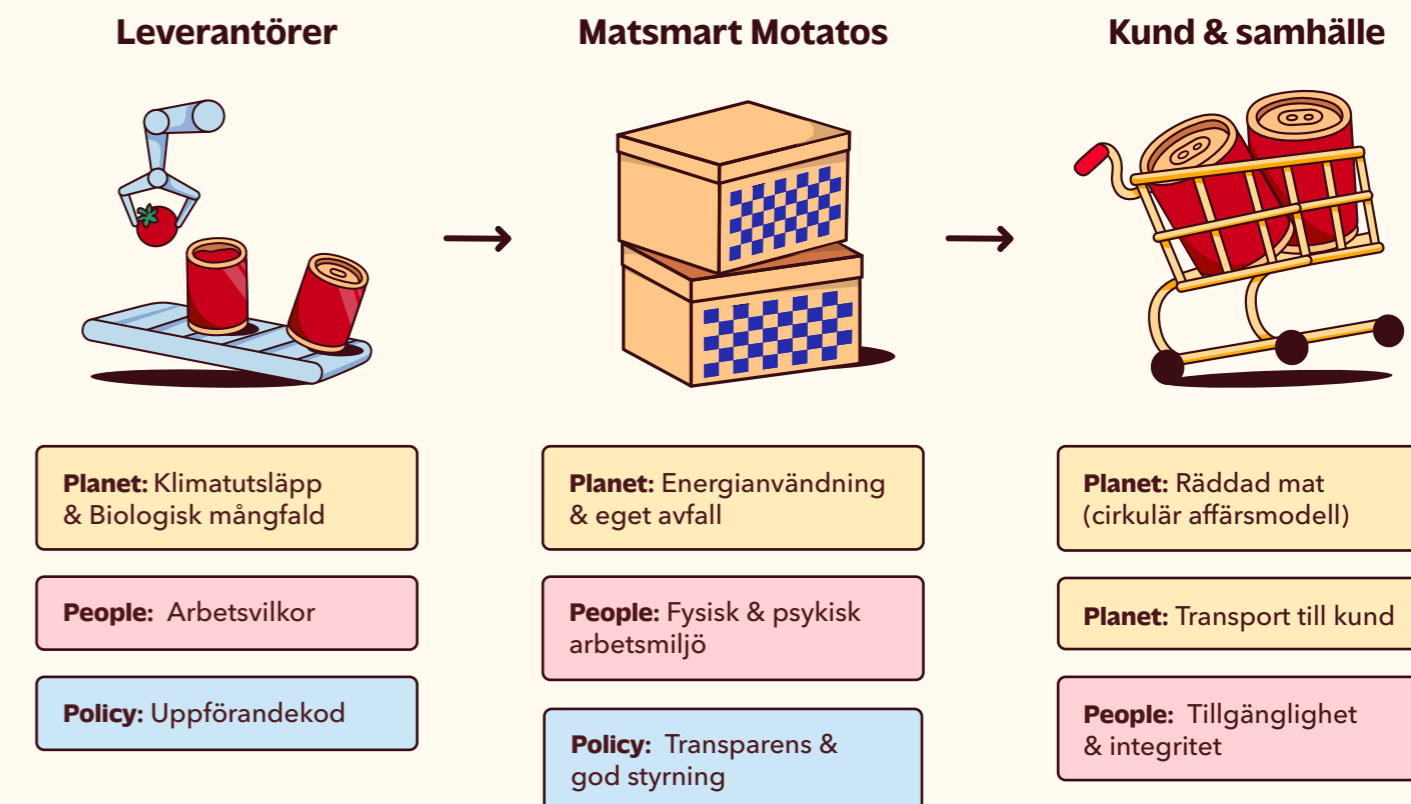 Leverantörer
Planet: Klimatutsläpp
& Biologisk mångfald
People: Arbetsvilkor
Policy: Uppförandekod
Matsmart Motatos
Planet: Energianvändning
& eget avfall
People: Fysisk & psykisk
arbetsmiljö
Policy: Transparens &
god styrning
Kund & samhälle
Planet: Räddad mat
(cirkulär affärsmodell)
Planet: Transport till kund
People: Tillgänglighet
& integritet